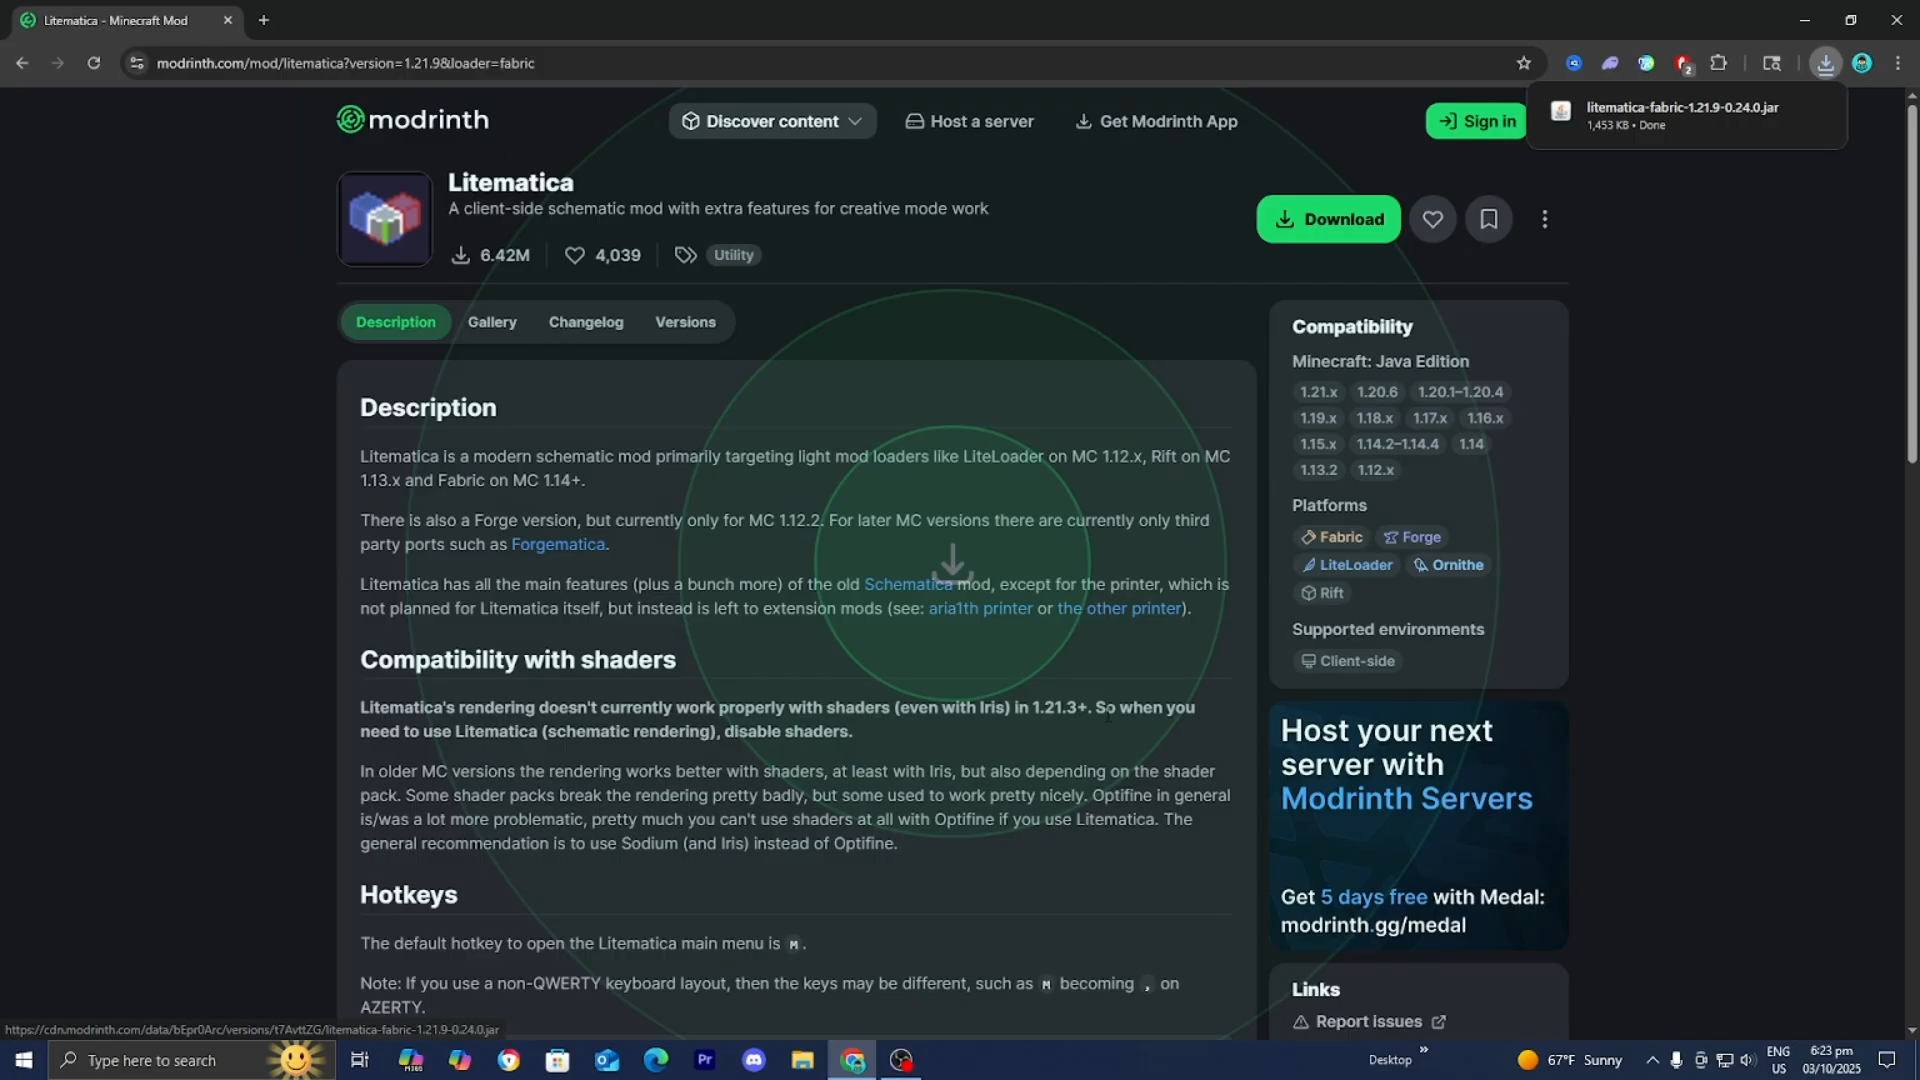 Litematica - Minecraft Mod
modrinth.com/mod/litematica?version=1.21.9&loader=fabric
2
modrinth
Discover content
Host a server
Get Modrinth App
Sign in
litematica-fabric-1.21.9-0.24.0.jar
1,453 KB • Done
Litematica
A client-side schematic mod with extra features for creative mode work
6.42M
4,039
Utility
Download
Description
Gallery
Changelog
Versions
Description
Litematica is a modern schematic mod primarily targeting light mod loaders like LiteLoader on MC 1.12.x, Rift on MC
1.13.x and Fabric on MC 1.14+.
There is also a Forge version, but currently only for MC 1.12.2. For later MC versions there are currently only third
party ports such as Forgematica.
Litematica has all the main features (plus a bunch more) of the old Schematica mod, except for the printer, which is
not planned for Litematica itself, but instead is left to extension mods (see: aria1th printer or the other printer).
Compatibility with shaders
Litematica's rendering doesn't currently work properly with shaders (even with Iris) in 1.21.3+. So when you
need to use Litematica (schematic rendering), disable shaders.
In older MC versions the rendering works better with shaders, at least with Iris, but also depending on the shader
pack. Some shader packs break the rendering pretty badly, but some used to work pretty nicely. Optifine in general
is/was a lot more problematic, pretty much you can't use shaders at all with Optifine if you use Litematica. The
general recommendation is to use Sodium (and Iris) instead of Optifine.
Hotkeys
The default hotkey to open the Litematica main menu is M.
Note: If you use a non-QWERTY keyboard layout, then the keys may be different, such as M becoming , on
AZERTY.
Compatibility
Minecraft: Java Edition
1.21.x 1.20.6 1.20.1–1.20.4
1.19.x 1.18.x 1.17.x 1.16.x
1.15.x 1.14.2–1.14.4 1.14
1.13.2 1.12.x
Platforms
Fabric Forge
LiteLoader Ornithe
Rift
Supported environments
Client-side
Host your next
server with
Modrinth Servers
Get 5 days free with Medal:
modrinth.gg/medal
Links
Report issues
https://cdn.modrinth.com/data/bEpr0Arc/versions/t7AvttZG/litematica-fabric-1.21.9-0.24.0.jar
Type here to search
M365
Pr
Desktop
67°F Sunny
ENG
US
6:23 pm
03/10/2025